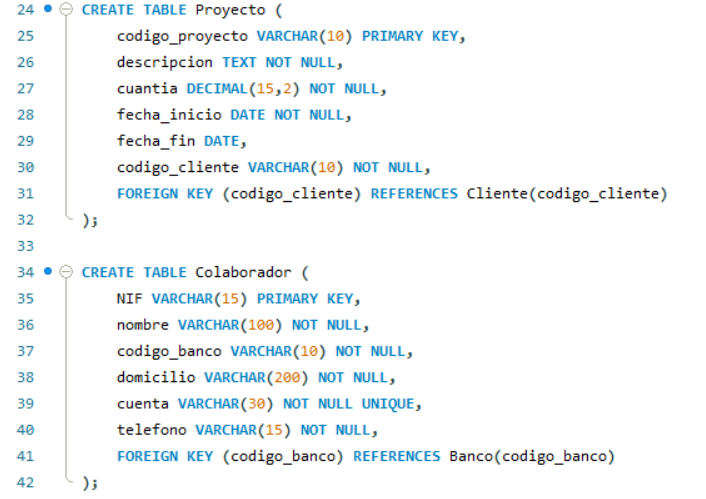 24 CREATE TABLE Proyecto (
25 codigo_proyecto VARCHAR(10) PRIMARY KEY,
26 descripcion TEXT NOT NULL,
27 cuantia DECIMAL(15,2) NOT NULL,
28 fecha_inicio DATE NOT NULL,
29 fecha_fin DATE,
30 codigo_cliente VARCHAR(10) NOT NULL,
31 FOREIGN KEY (codigo_cliente) REFERENCES Cliente(codigo_cliente)
32 );
33
34 CREATE TABLE Colaborador (
35 NIF VARCHAR(15) PRIMARY KEY,
36 nombre VARCHAR(100) NOT NULL,
37 codigo_banco VARCHAR(10) NOT NULL,
38 domicilio VARCHAR(200) NOT NULL,
39 cuenta VARCHAR(30) NOT NULL UNIQUE,
40 telefono VARCHAR(15) NOT NULL,
41 FOREIGN KEY (codigo_banco) REFERENCES Banco(codigo_banco)
42 );